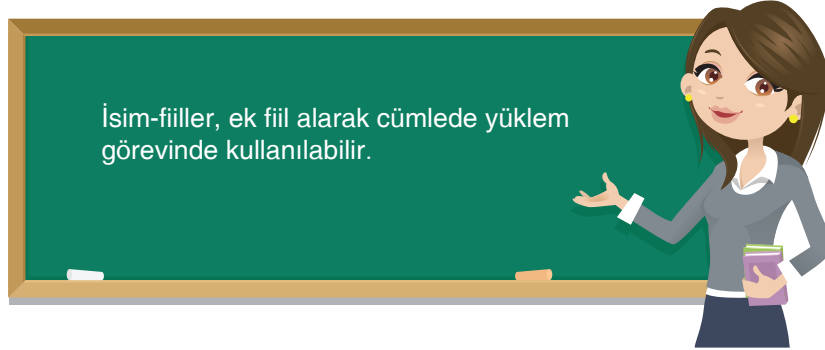 İsim-fiiller, ek fiil alarak cümlede yüklem
görevinde kullanılabilir.